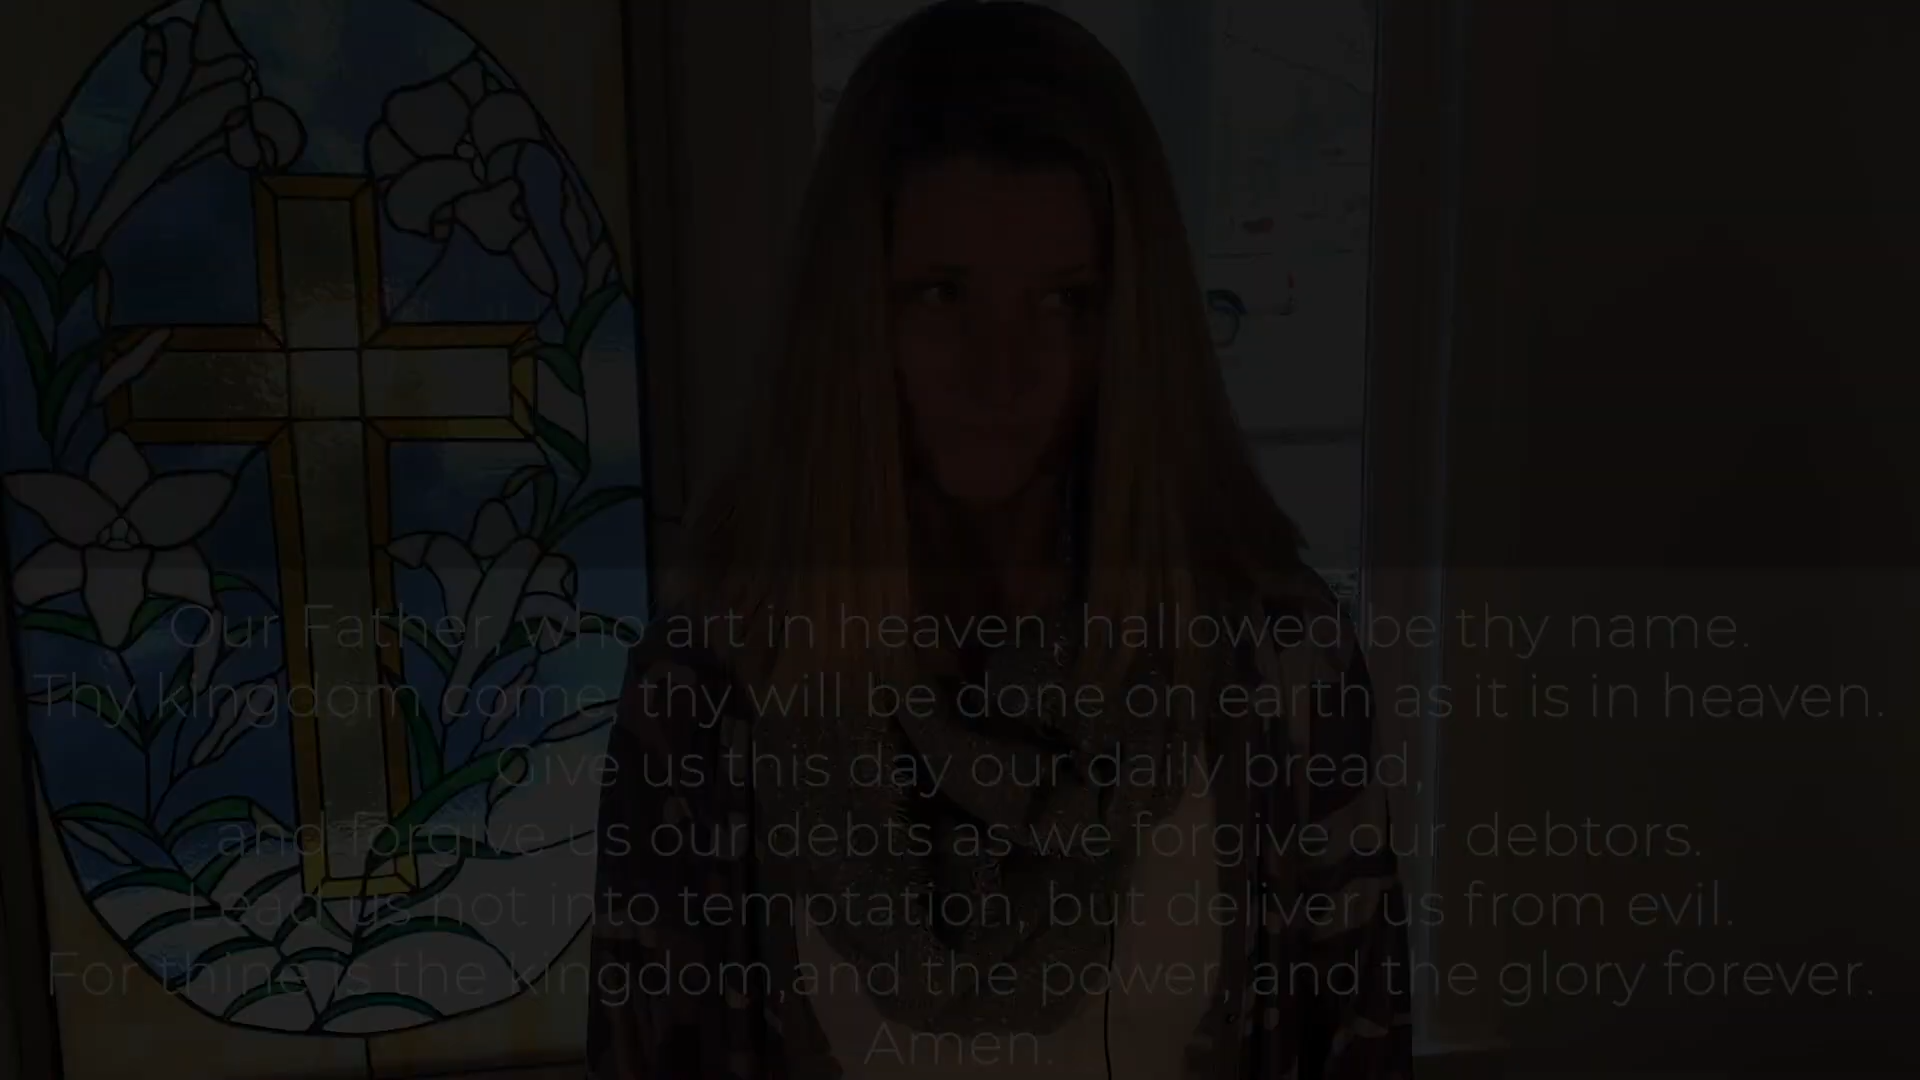 Our Father, who art in heaven, hallowed be thy name.
Thy kingdom come, thy will be done on earth as it is in heaven.
Give us this day our daily bread,
and forgive us our debts as we forgive our debtors.
Lead us not into temptation, but deliver us from evil.
For thine is the kingdom,and the power, and the glory forever.
Amen.